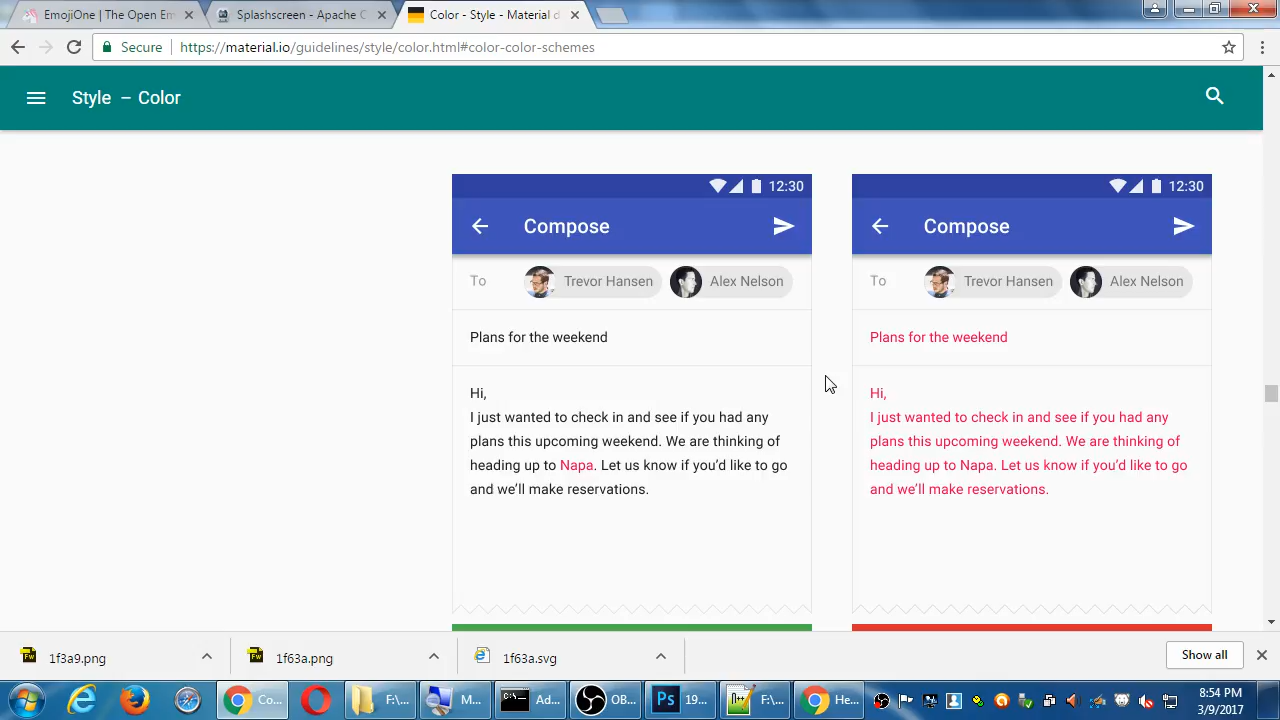 EmojiOne | The Open Em
Splashscreen - Apache C
Color - Style - Material d
Secure
https://material.io/guidelines/style/color.html#color-color-schemes
Style – Color
12:30
Compose
To Trevor Hansen Alex Nelson
Plans for the weekend
Hi,
I just wanted to check in and see if you had any
plans this upcoming weekend. We are thinking of
heading up to Napa. Let us know if you’d like to go
and we’ll make reservations.
12:30
Compose
To Trevor Hansen Alex Nelson
Plans for the weekend
Hi,
I just wanted to check in and see if you had any
plans this upcoming weekend. We are thinking of
heading up to Napa. Let us know if you’d like to go
and we’ll make reservations.
1f3a9.png
1f63a.png
1f63a.svg
Show all
Co...
F:\...
M...
Ad...
OB...
Ps
19...
F:\...
He...
8:54 PM
3/9/2017